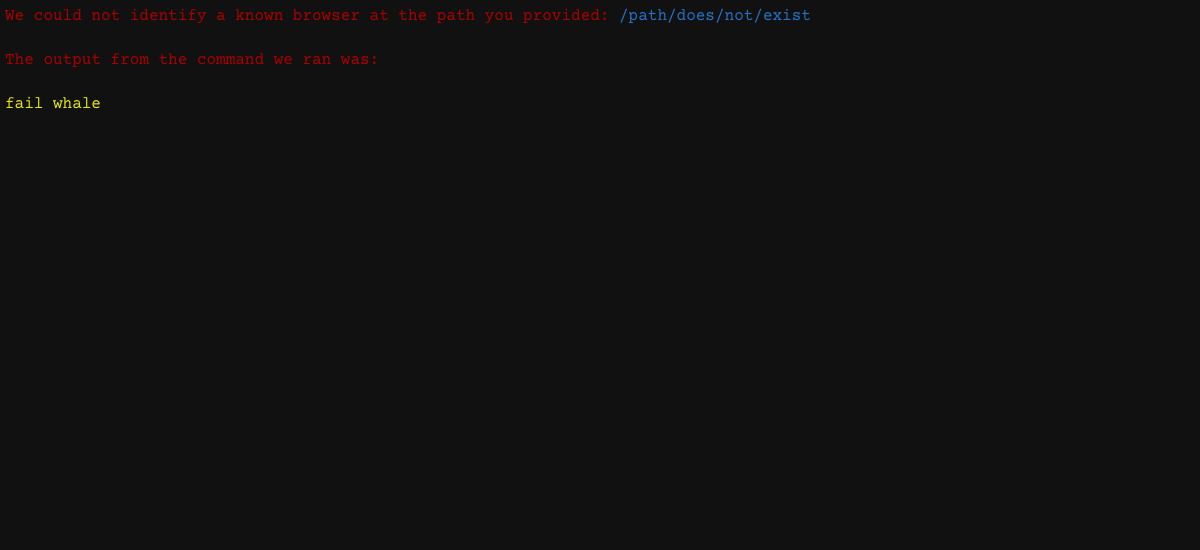 We could not identify a known browser at the path you provided: /path/does/not/exist
The output from the command we ran was:
fail whale